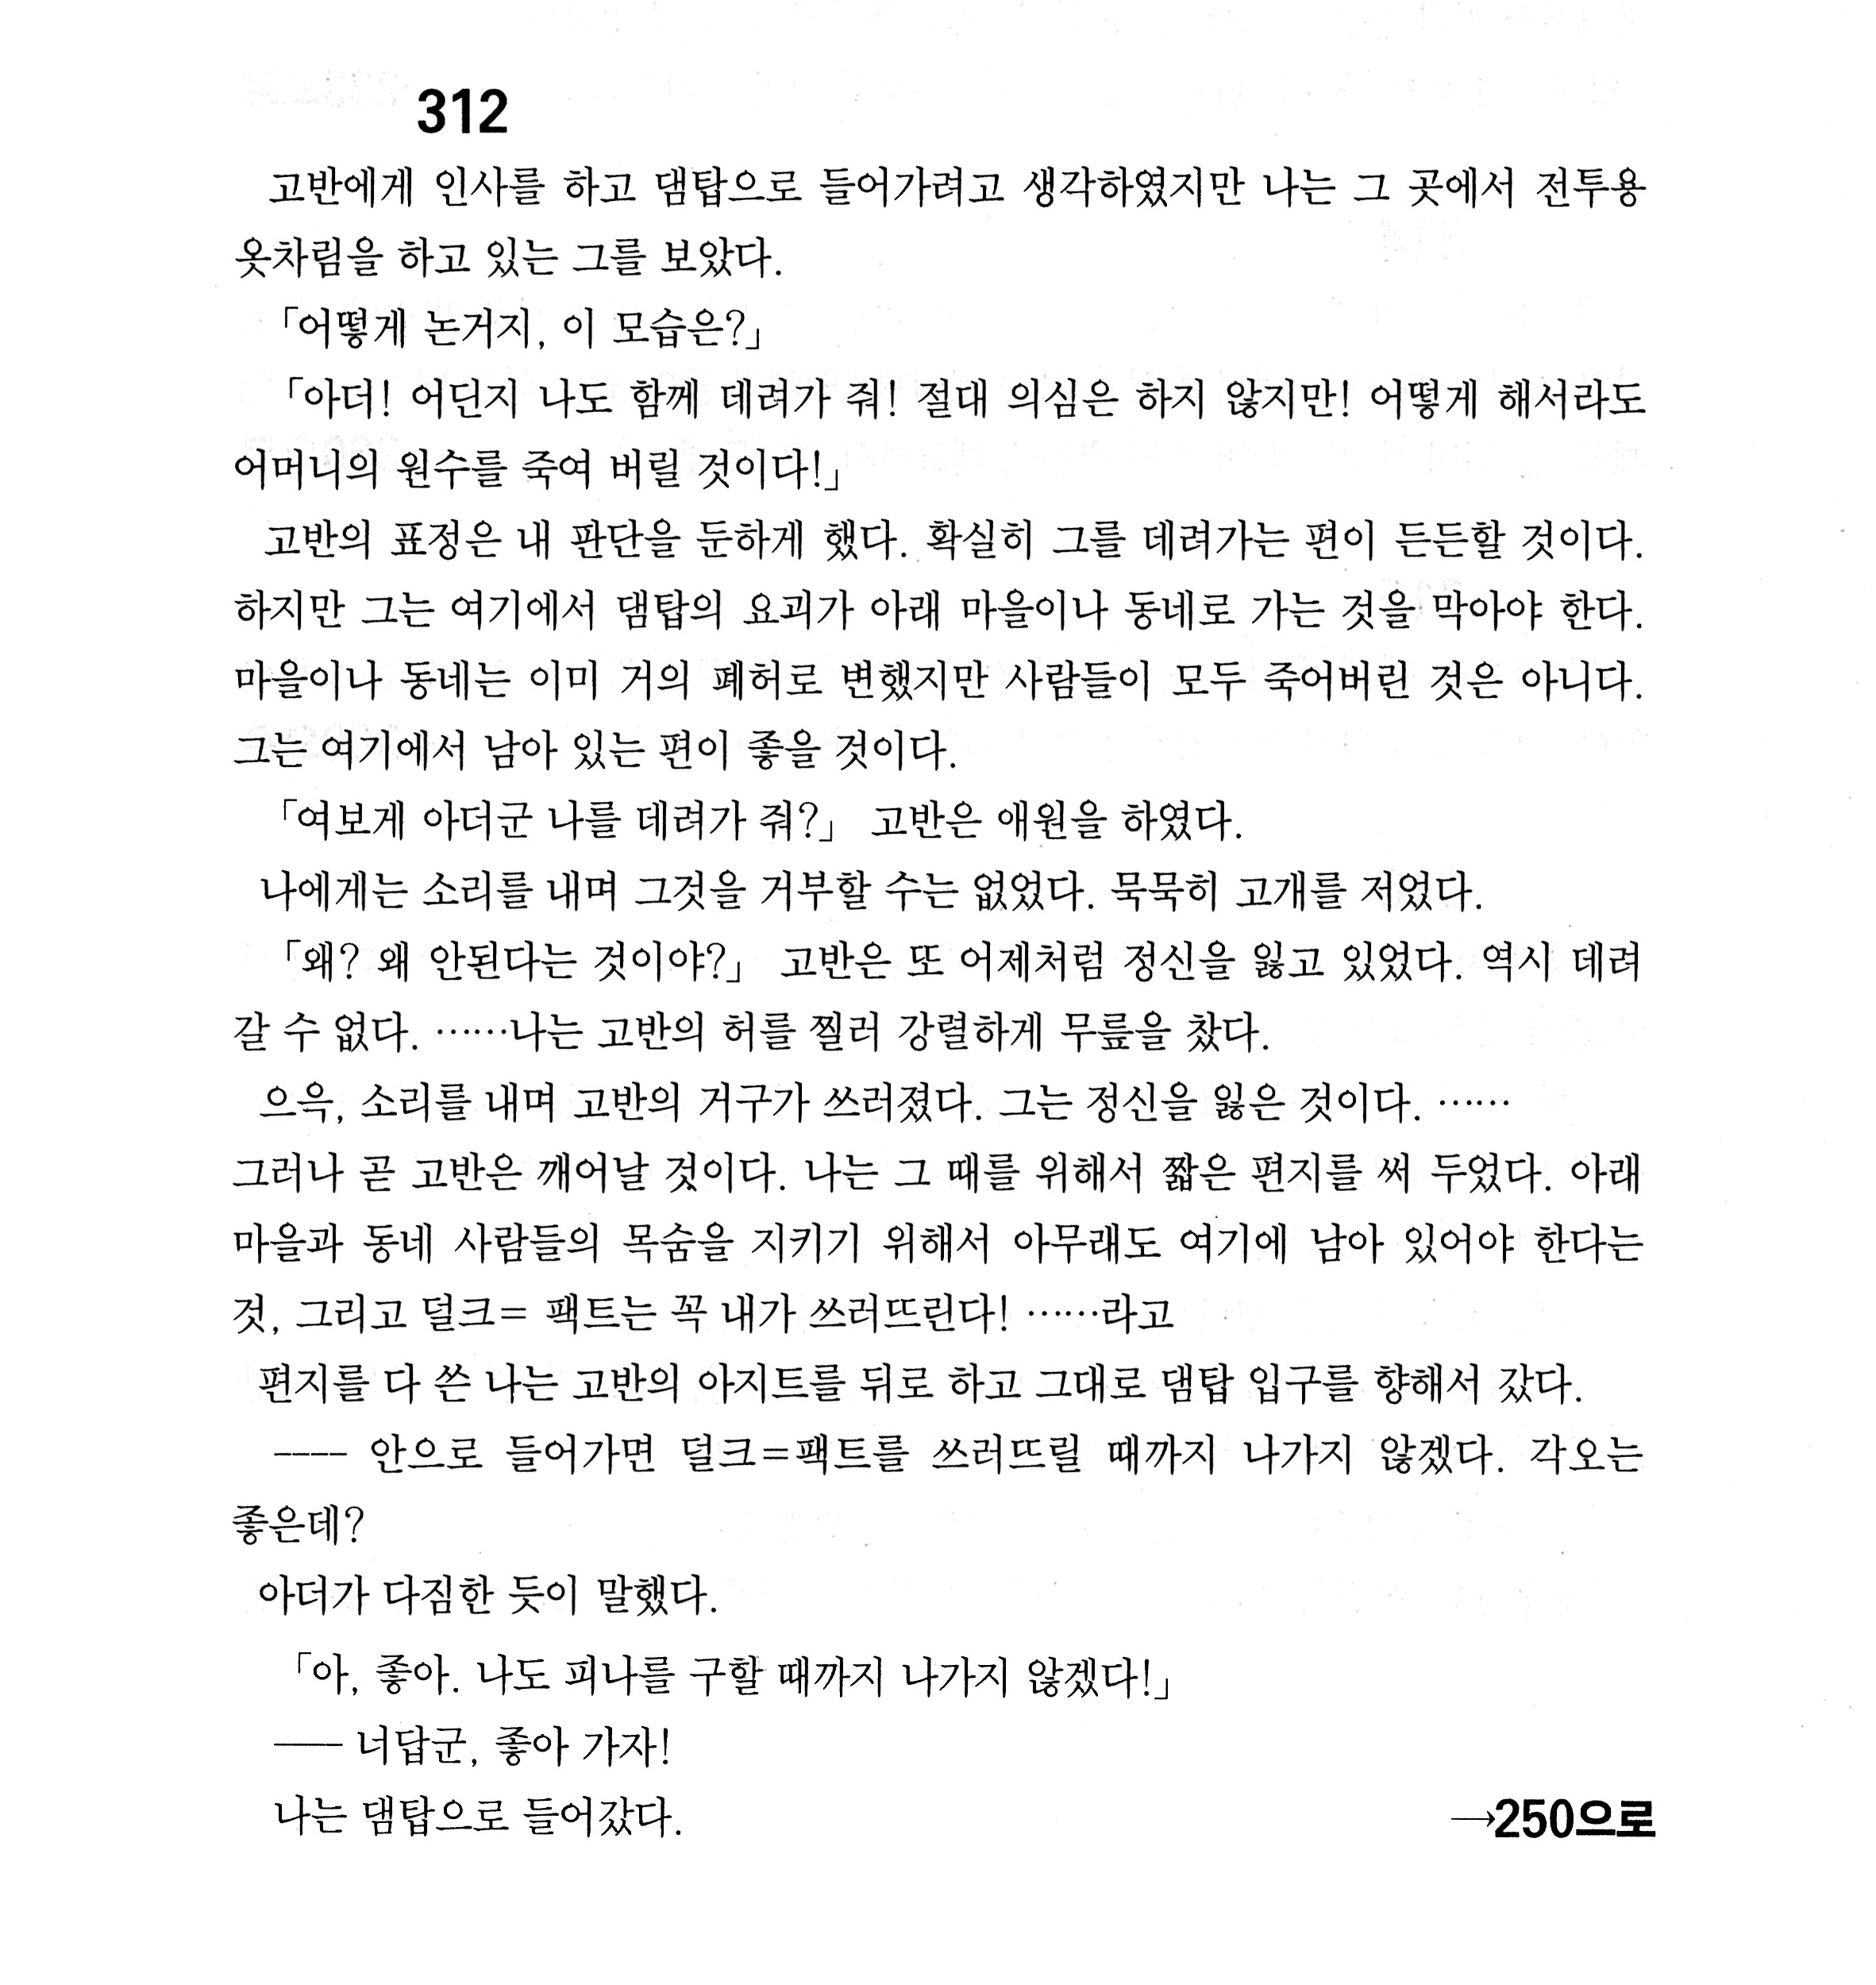 312
고반에게 인사를 하고 댐탑으로 들어가려고 생각하였지만 나는 그 곳에서 전투용
옷차림을 하고 있는 그를 보았다.
「어떻게 논거지, 이 모습은?」
「아더! 어딘지 나도 함께 데려가 줘! 절대 의심은 하지 않지만! 어떻게 해서라도
어머니의 원수를 죽여 버릴 것이다!」
고반의 표정은 내 판단을 둔하게 했다. 확실히 그를 데려가는 편이 든든할 것이다.
하지만 그는 여기에서 댐탑의 요괴가 아래 마을이나 동네로 가는 것을 막아야 한다.
마을이나 동네는 이미 거의 폐허로 변했지만 사람들이 모두 죽어버린 것은 아니다.
그는 여기에서 남아 있는 편이 좋을 것이다.
「여보게 아더군 나를 데려가 줘?」 고반은 애원을 하였다.
나에게는 소리를 내며 그것을 거부할 수는 없었다. 묵묵히 고개를 저었다.
「왜? 왜 안된다는 것이야?」 고반은 또 어제처럼 정신을 잃고 있었다. 역시 데려
갈 수 없다. ……나는 고반의 허를 찔러 강렬하게 무릎을 찼다.
으윽, 소리를 내며 고반의 거구가 쓰러졌다. 그는 정신을 잃은 것이다. ……
그러나 곧 고반은 깨어날 것이다. 나는 그 때를 위해서 짧은 편지를 써 두었다. 아래
마을과 동네 사람들의 목숨을 지키기 위해서 아무래도 여기에 남아 있어야 한다는
것, 그리고 덜크= 팩트는 꼭 내가 쓰러뜨린다! ……라고
편지를 다 쓴 나는 고반의 아지트를 뒤로 하고 그대로 댐탑 입구를 향해서 갔다.
---- 안으로 들어가면 덜크=팩트를 쓰러뜨릴 때까지 나가지 않겠다. 각오는
좋은데?
아더가 다짐한 듯이 말했다.
「아, 좋아. 나도 피나를 구할 때까지 나가지 않겠다!」
── 너답군, 좋아 가자!
나는 댐탑으로 들어갔다.
→250으로